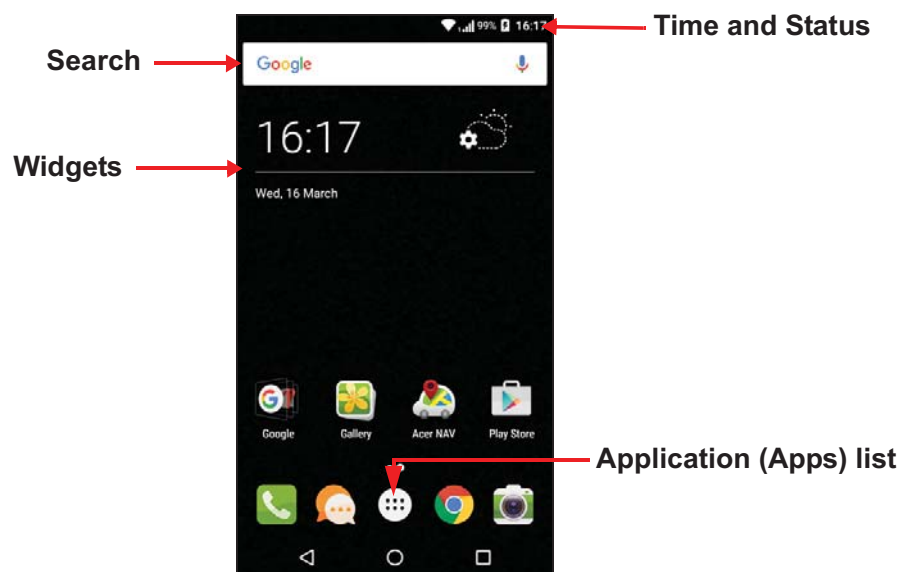 99% 16:17
Time and Status
Search
Google
16:17
Widgets
Wed, 16 March
Google Gallery Acer NAV Play Store
Application (Apps) list